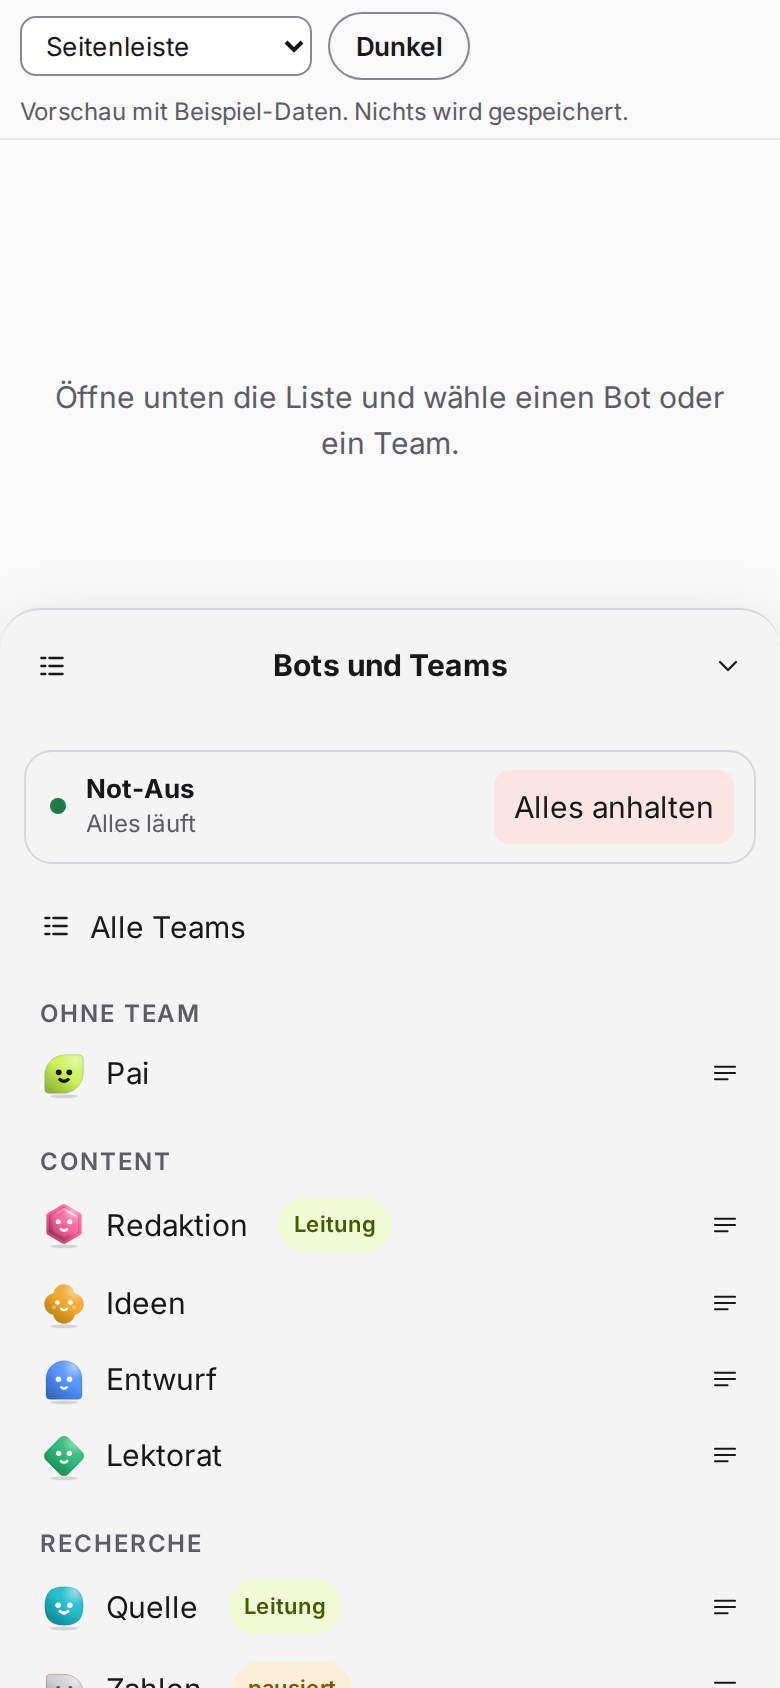 Seitenleiste
Dunkel
Vorschau mit Beispiel-Daten. Nichts wird gespeichert.
Öffne unten die Liste und wähle einen Bot oder
ein Team.
Bots und Teams
Not-Aus
Alles läuft
Alles anhalten
Alle Teams
OHNE TEAM
Pai
CONTENT
Redaktion Leitung
Ideen
Entwurf
Lektorat
RECHERCHE
Quelle Leitung
Zahlen pausiert